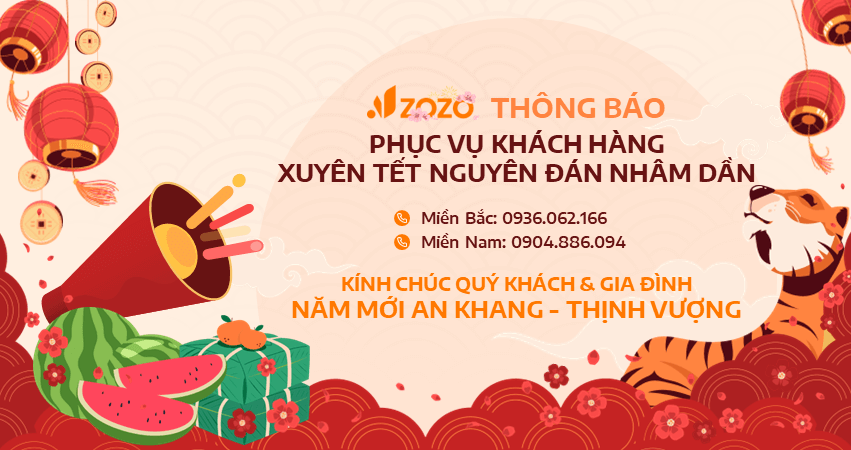 ZOZO THÔNG BÁO
PHỤC VỤ KHÁCH HÀNG
XUYÊN TẾT NGUYÊN ĐÁN NHÂM DẦN
Miền Bắc: 0936.062.166
Miền Nam: 0904.886.094
KÍNH CHÚC QUÝ KHÁCH & GIA ĐÌNH
NĂM MỚI AN KHANG - THỊNH VƯỢNG